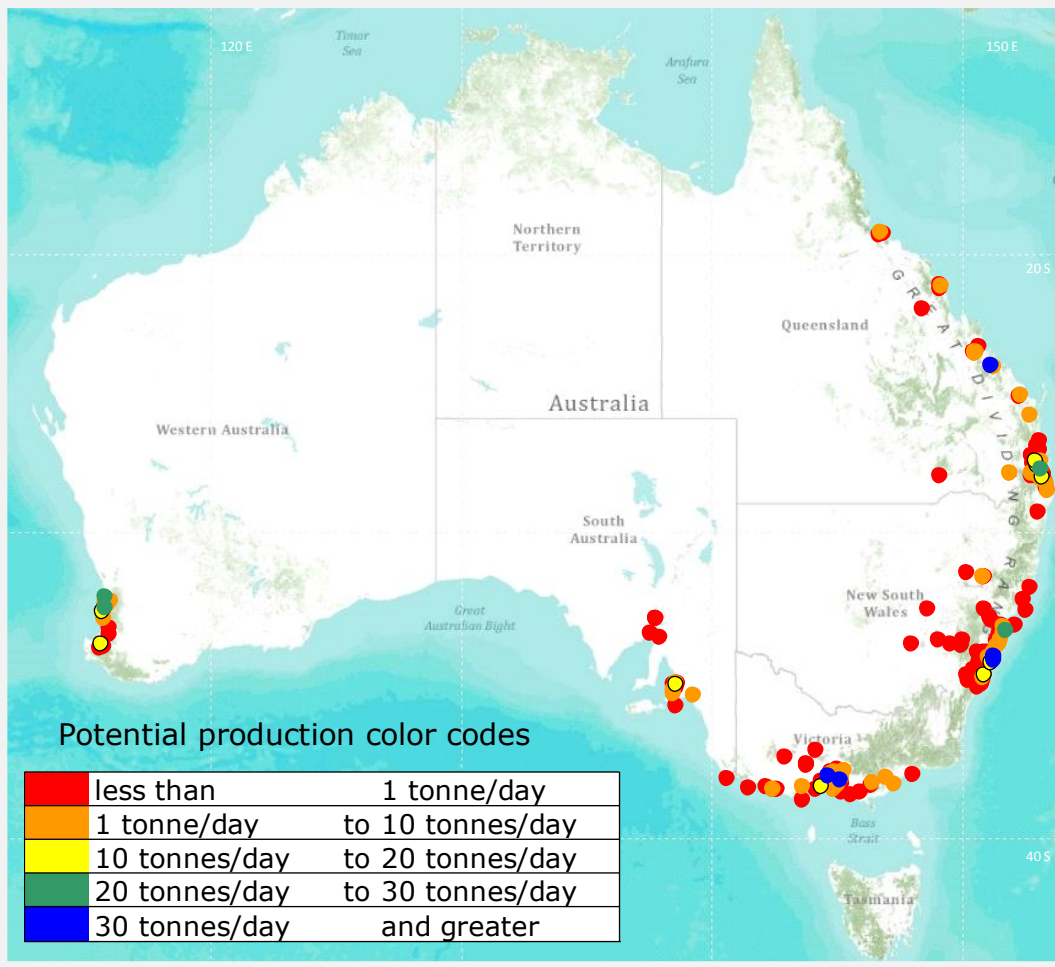 120 E
150 E
Timor
Sea
Arafura
Sea
Northern
Territory
20 S
GREAT DIVIDING RANGE
Queensland
Australia
Western Australia
South
Australia
New South
Wales
Great
Australian Bight
Victoria
Bass
Strait
40 S
Tasmania
Potential production color codes
less than 1 tonne/day
1 tonne/day to 10 tonnes/day
10 tonnes/day to 20 tonnes/day
20 tonnes/day to 30 tonnes/day
30 tonnes/day and greater